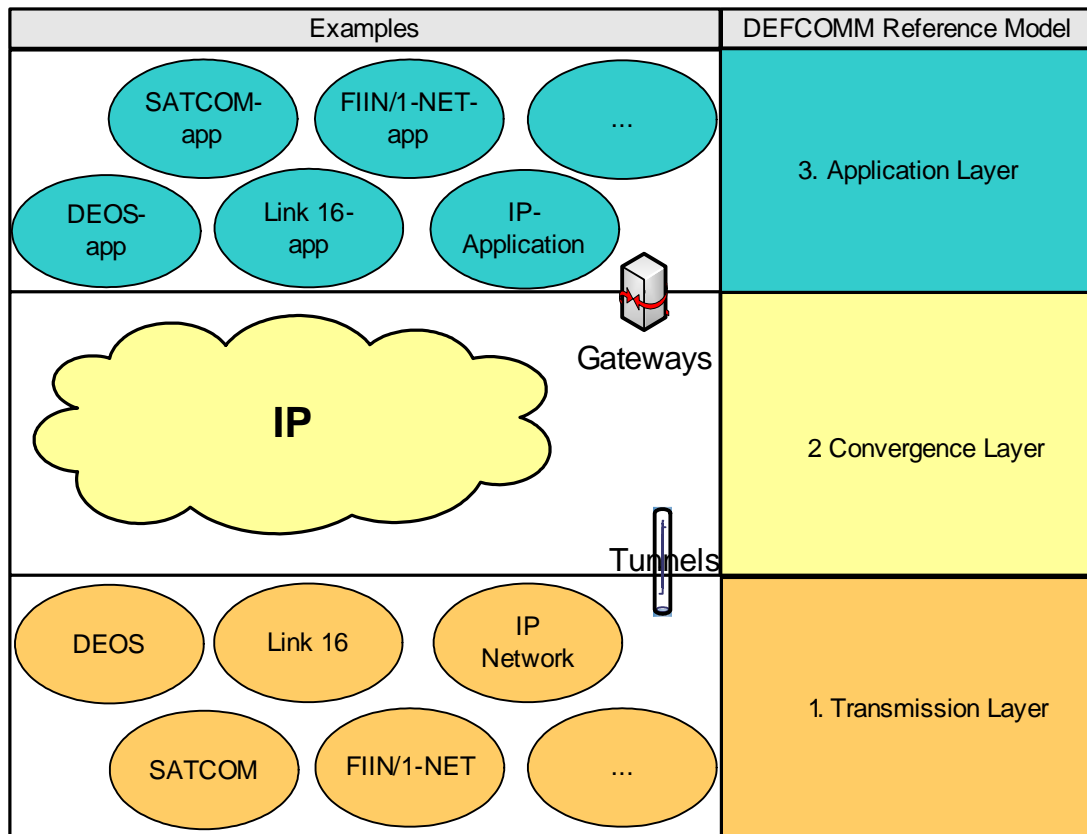 Examples
DEFCOMM Reference Model
SATCOM-
app
FIIN/1-NET-
app
...
DEOS-
app
Link 16-
app
IP-
Application
3. Application Layer
Gateways
IP
2 Convergence Layer
Tunnels
DEOS
Link 16
IP
Network
SATCOM
FIIN/1-NET
...
1. Transmission Layer